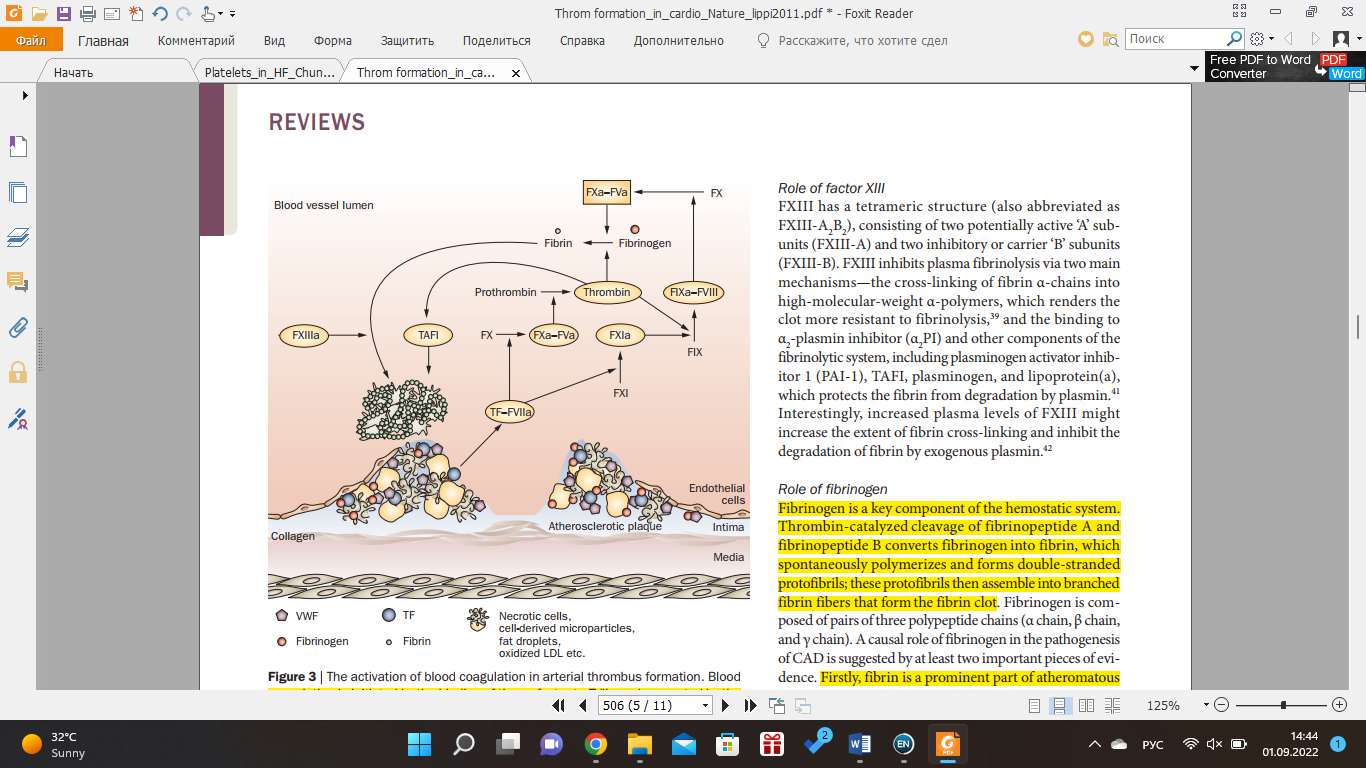 Throm formation_in_cardio_Nature_lippi2011.pdf * - Foxit Reader
Файл Главная Комментарий Вид Форма Защитить Поделиться Справка Дополнительно Расскажите, что хотите сдел Поиск
Начать Platelets_in_HF_Chun... Throm formation_in_ca...
Free PDF to Word
Converter
PDF
Word
REVIEWS
Blood vessel lumen
FXa–FVa
FX
Fibrin
Fibrinogen
Prothrombin
Thrombin
FIXa–FVIII
FXIIIa
TAFI
FX
FXa–FVa
FXIa
FIX
FXI
TF–FVIIa
Endothelial
cells
Atherosclerotic plaque
Intima
Collagen
Media
VWF
TF
Fibrinogen
Fibrin
Necrotic cells,
cell-derived microparticles,
fat droplets,
oxidized LDL etc.
Figure 3 | The activation of blood coagulation in arterial thrombus formation. Blood
Role of factor XIII
FXIII has a tetrameric structure (also abbreviated as
FXIII-A₂B₂), consisting of two potentially active ‘A’ sub-
units (FXIII-A) and two inhibitory or carrier ‘B’ subunits
(FXIII-B). FXIII inhibits plasma fibrinolysis via two main
mechanisms—the cross-linking of fibrin α-chains into
high-molecular-weight α-polymers, which renders the
clot more resistant to fibrinolysis,³⁹ and the binding to
α₂-plasmin inhibitor (α₂PI) and other components of the
fibrinolytic system, including plasminogen activator inhib-
itor 1 (PAI-1), TAFI, plasminogen, and lipoprotein(a),
which protects the fibrin from degradation by plasmin.⁴¹
Interestingly, increased plasma levels of FXIII might
increase the extent of fibrin cross-linking and inhibit the
degradation of fibrin by exogenous plasmin.⁴²
Role of fibrinogen
Fibrinogen is a key component of the hemostatic system.
Thrombin-catalyzed cleavage of fibrinopeptide A and
fibrinopeptide B converts fibrinogen into fibrin, which
spontaneously polymerizes and forms double-stranded
protofibrils; these protofibrils then assemble into branched
fibrin fibers that form the fibrin clot. Fibrinogen is com-
posed of pairs of three polypeptide chains (α chain, β chain,
and γ chain). A causal role of fibrinogen in the pathogenesis
of CAD is suggested by at least two important pieces of evi-
dence. Firstly, fibrin is a prominent part of atheromatous
506 (5 / 11)
125%
32°C
Sunny
2
EN
PDF
РУС
14:44
01.09.2022
1